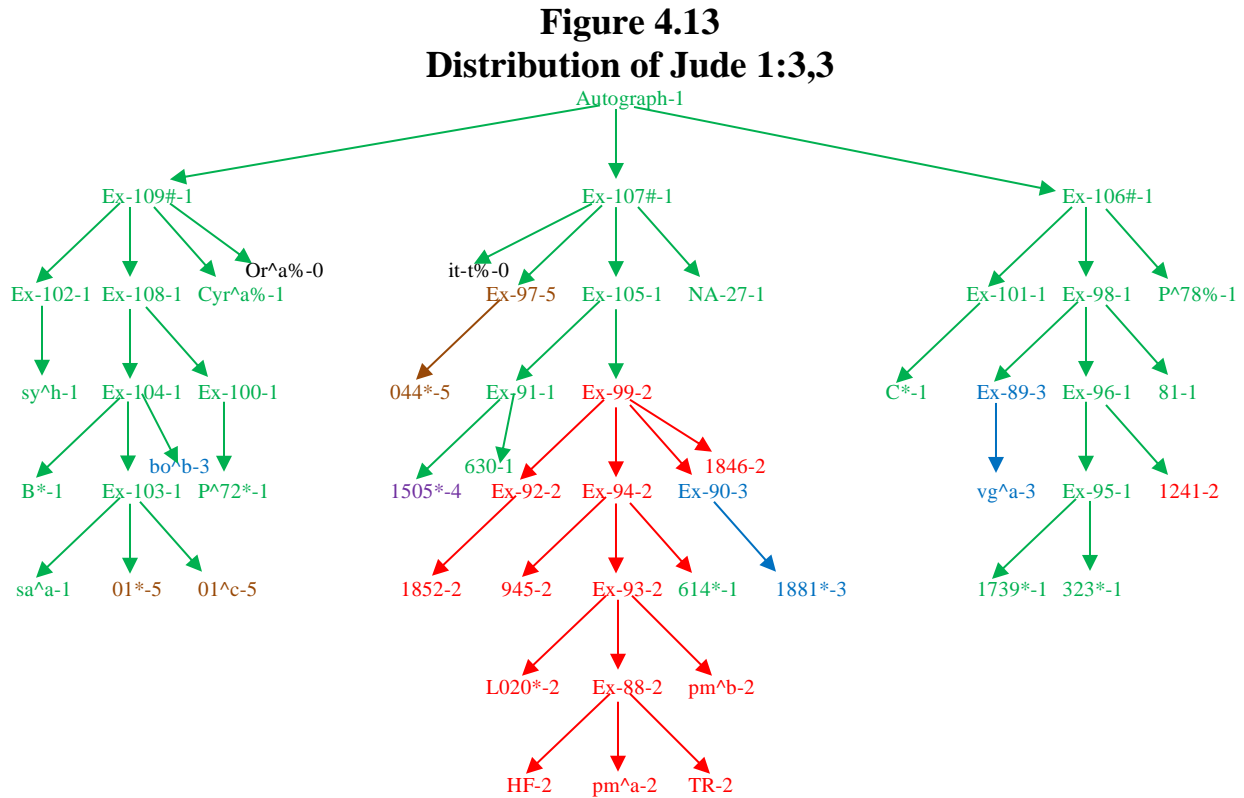 Figure 4.13
Distribution of Jude 1:3,3
Autograph-1
Ex-109#-1 Ex-107#-1 Ex-106#-1
Or^a%-0 it-t%-0
Ex-102-1 Ex-108-1 Cyr^a%-1 Ex-97-5 Ex-105-1 NA-27-1 Ex-101-1 Ex-98-1 P^78%-1
sy^h-1 Ex-104-1 Ex-100-1 044*-5 Ex-91-1 Ex-99-2 C*-1 Ex-89-3 Ex-96-1 81-1
bo^b-3 630-1 1846-2
B*-1 Ex-103-1 P^72*-1 1505*-4 Ex-92-2 Ex-94-2 Ex-90-3 vg^a-3 Ex-95-1 1241-2
sa^a-1 01*-5 01^c-5 1852-2 945-2 Ex-93-2 614*-1 1881*-3 1739*-1 323*-1
L020*-2 Ex-88-2 pm^b-2
HF-2 pm^a-2 TR-2